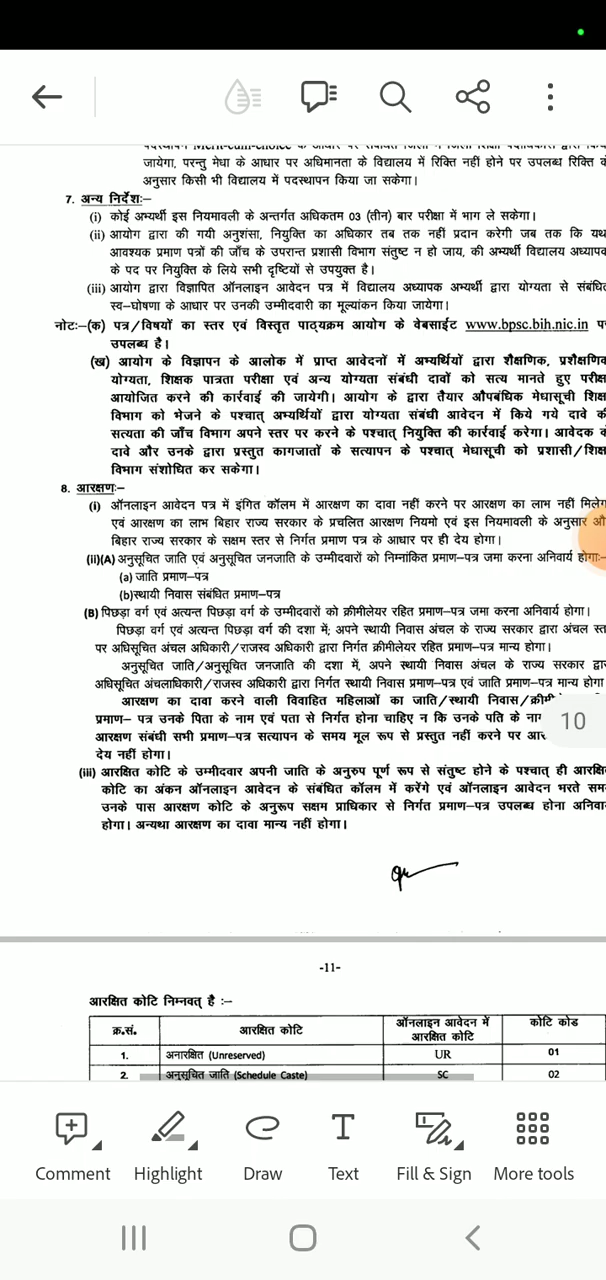 पदस्थापन Merit-cum-choice के आधार पर
जायेगा, परन्तु मेधा के आधार पर अधिमानता के विद्यालय में रिक्ति नहीं होने पर उपलब्ध रिक्ति के
अनुसार किसी भी विद्यालय में पदस्थापन किया जा सकेगा।
7. अन्य निर्देशः–
(i) कोई अभ्यर्थी इस नियमावली के अन्तर्गत अधिकतम 03 (तीन) बार परीक्षा में भाग ले सकेगा।
(ii) आयोग द्वारा की गयी अनुशंसा, नियुक्ति का अधिकार तब तक नहीं प्रदान करेगी जब तक कि यथ
आवश्यक प्रमाण पत्रों की जाँच के उपरान्त प्रशासी विभाग संतुष्ट न हो जाय, की अभ्यर्थी विद्यालय अध्यापक
के पद पर नियुक्ति के लिये सभी दृष्टियों से उपयुक्त है।
(iii) आयोग द्वारा विज्ञापित ऑनलाइन आवेदन पत्र में विद्यालय अध्यापक अभ्यर्थी द्वारा योग्यता से संबंधि
स्व–घोषणा के आधार पर उनकी उम्मीदवारी का मूल्यांकन किया जायेगा।
नोटः–(क) पत्र/विषयों का स्तर एवं विस्तृत पाठ्यक्रम आयोग के वेबसाईट www.bpsc.bih.nic.in प
उपलब्ध है।
(ख) आयोग के विज्ञापन के आलोक में प्राप्त आवेदनों में अभ्यर्थियों द्वारा शैक्षणिक, प्रशैक्षणि
योग्यता, शिक्षक पात्रता परीक्षा एवं अन्य योग्यता संबंधी दावों को सत्य मानते हुए परीक्ष
आयोजित करने की कार्रवाई की जायेगी। आयोग के द्वारा तैयार औपबंधिक मेधासूची शिक्ष
विभाग को भेजने के पश्चात् अभ्यर्थियों द्वारा योग्यता संबंधी आवेदन में किये गये दावे की
सत्यता की जाँच विभाग अपने स्तर पर करने के पश्चात् नियुक्ति की कार्रवाई करेगा। आवेदक के
दावे और उनके द्वारा प्रस्तुत कागजातों के सत्यापन के पश्चात् मेधासूची को प्रशासी/शिक्ष
विभाग संशोधित कर सकेगा।
8. आरक्षणः–
(i) ऑनलाइन आवेदन पत्र में इंगित कॉलम में आरक्षण का दावा नहीं करने पर आरक्षण का लाभ नहीं मिलेग
एवं आरक्षण का लाभ बिहार राज्य सरकार के प्रचलित आरक्षण नियमो एवं इस नियमावली के अनुसार औ
बिहार राज्य सरकार के सक्षम स्तर से निर्गत प्रमाण पत्र के आधार पर ही देय होगा।
(ii)(A) अनुसूचित जाति एवं अनुसूचित जनजाति के उम्मीदवारों को निम्नांकित प्रमाण–पत्र जमा करना अनिवार्य होगाः–
(a) जाति प्रमाण–पत्र
(b)स्थायी निवास संबंधित प्रमाण–पत्र
(B) पिछड़ा वर्ग एवं अत्यन्त पिछड़ा वर्ग के उम्मीदवारों को क्रीमीलेयर रहित प्रमाण–पत्र जमा करना अनिवार्य होगा।
पिछड़ा वर्ग एवं अत्यन्त पिछड़ा वर्ग की दशा में; अपने स्थायी निवास अंचल के राज्य सरकार द्वारा अंचल स्त
पर अधिसूचित अंचल अधिकारी/राजस्व अधिकारी द्वारा निर्गत क्रीमीलेयर रहित प्रमाण–पत्र मान्य होगा।
अनुसूचित जाति/अनुसूचित जनजाति की दशा में, अपने स्थायी निवास अंचल के राज्य सरकार द्वार
अधिसूचित अंचलाधिकारी/राजस्व अधिकारी द्वारा निर्गत स्थायी निवास प्रमाण–पत्र एवं जाति प्रमाण–पत्र मान्य होगा
आरक्षण का दावा करने वाली विवाहित महिलाओं का जाति/स्थायी निवास/क्रीमी
प्रमाण– पत्र उनके पिता के नाम एवं पता से निर्गत होना चाहिए न कि उनके पति के ना
10
आरक्षण संबंधी सभी प्रमाण–पत्र सत्यापन के समय मूल रूप से प्रस्तुत नहीं करने पर
देय नहीं होगा।
(iii) आरक्षित कोटि के उम्मीदवार अपनी जाति के अनुरुप पूर्ण रूप से संतुष्ट होने के पश्चात् ही आरक्षि
कोटि का अंकन ऑनलाइन आवेदन के संबंधित कॉलम में करेंगे एवं ऑनलाइन आवेदन भरते सम
उनके पास आरक्षण कोटि के अनुरूप सक्षम प्राधिकार से निर्गत प्रमाण–पत्र उपलब्ध होना अनिवा
होगा। अन्यथा आरक्षण का दावा मान्य नहीं होगा।
-11-
आरक्षित कोटि निम्नवत् है :–
क्र.सं. आरक्षित कोटि ऑनलाइन आवेदन में आरक्षित कोटि कोटि कोड
1. अनारक्षित (Unreserved) UR 01
2. अनुसूचित जाति (Schedule Caste) SC 02
Comment Highlight Draw Text Fill & Sign More tools